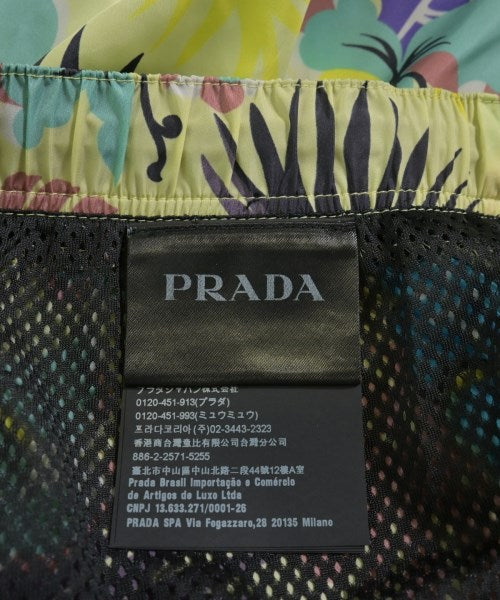 PRADA
プラダジャパン株式会社
0120-451-913(プラダ)
0120-451-993(ミュウミュウ)
프라다코리아 (주) 02-3443-2323
香港商台灣普比有限公司台灣分公司
886-2-2571-5255
臺北市中山區中山北路二段44號12樓A室
Prada Brasil Importação e Comércio
de Artigos de Luxo Ltda
CNPJ 13.633.271/0001-26
PRADA SPA Via Fogazzaro,28 20135 Milano